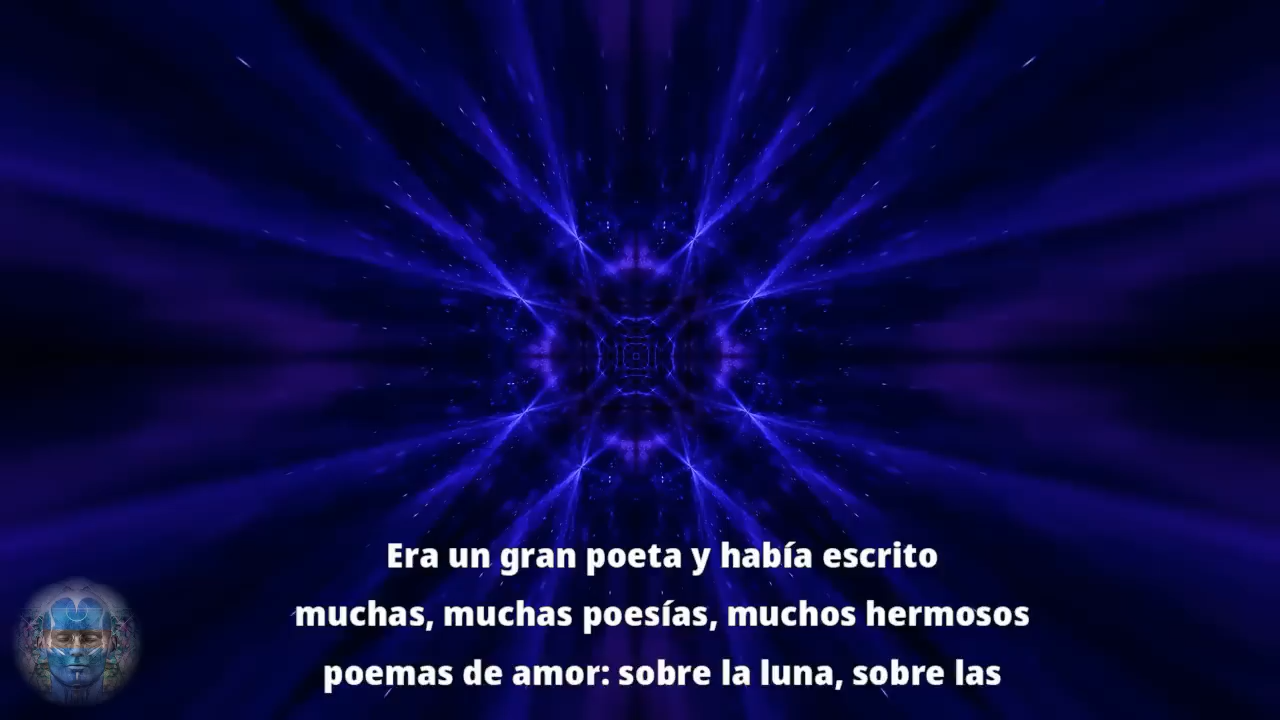 Era un gran poeta y había escrito
muchas, muchas poesías, muchos hermosos
poemas de amor: sobre la luna, sobre las